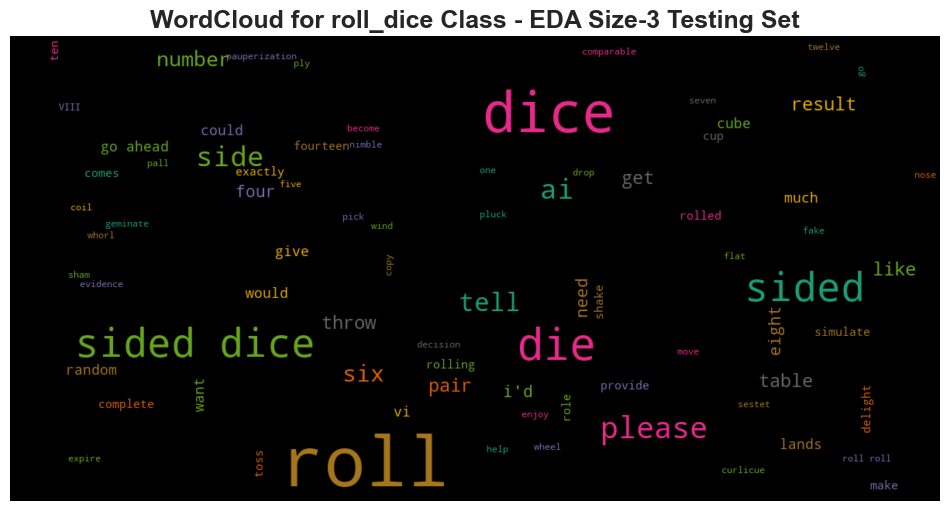 WordCloud for roll_dice Class - EDA Size-3 Testing Set
ten
number
pauperization
ply
comparable
twelve
go
VIII
dice
seven
result
could
become
cube
cup
go ahead
side
fourteen
nimble
pall
exactly
comes
five
four
one
drop
get
nose
ai
much
coil
geminate
whorl
pick
wind
pluck
rolled
fake
give
copy
flat
like
sham
evidence
would
tell
need
shake
sided
throw
eight
simulate
sided dice
decision
die
move
random
rolling
six
pair
i'd
provide
table
want
complete
vi
enjoy
role
sestet
delight
please
roll
toss
help
wheel
lands
expire
curlicue
roll roll
make